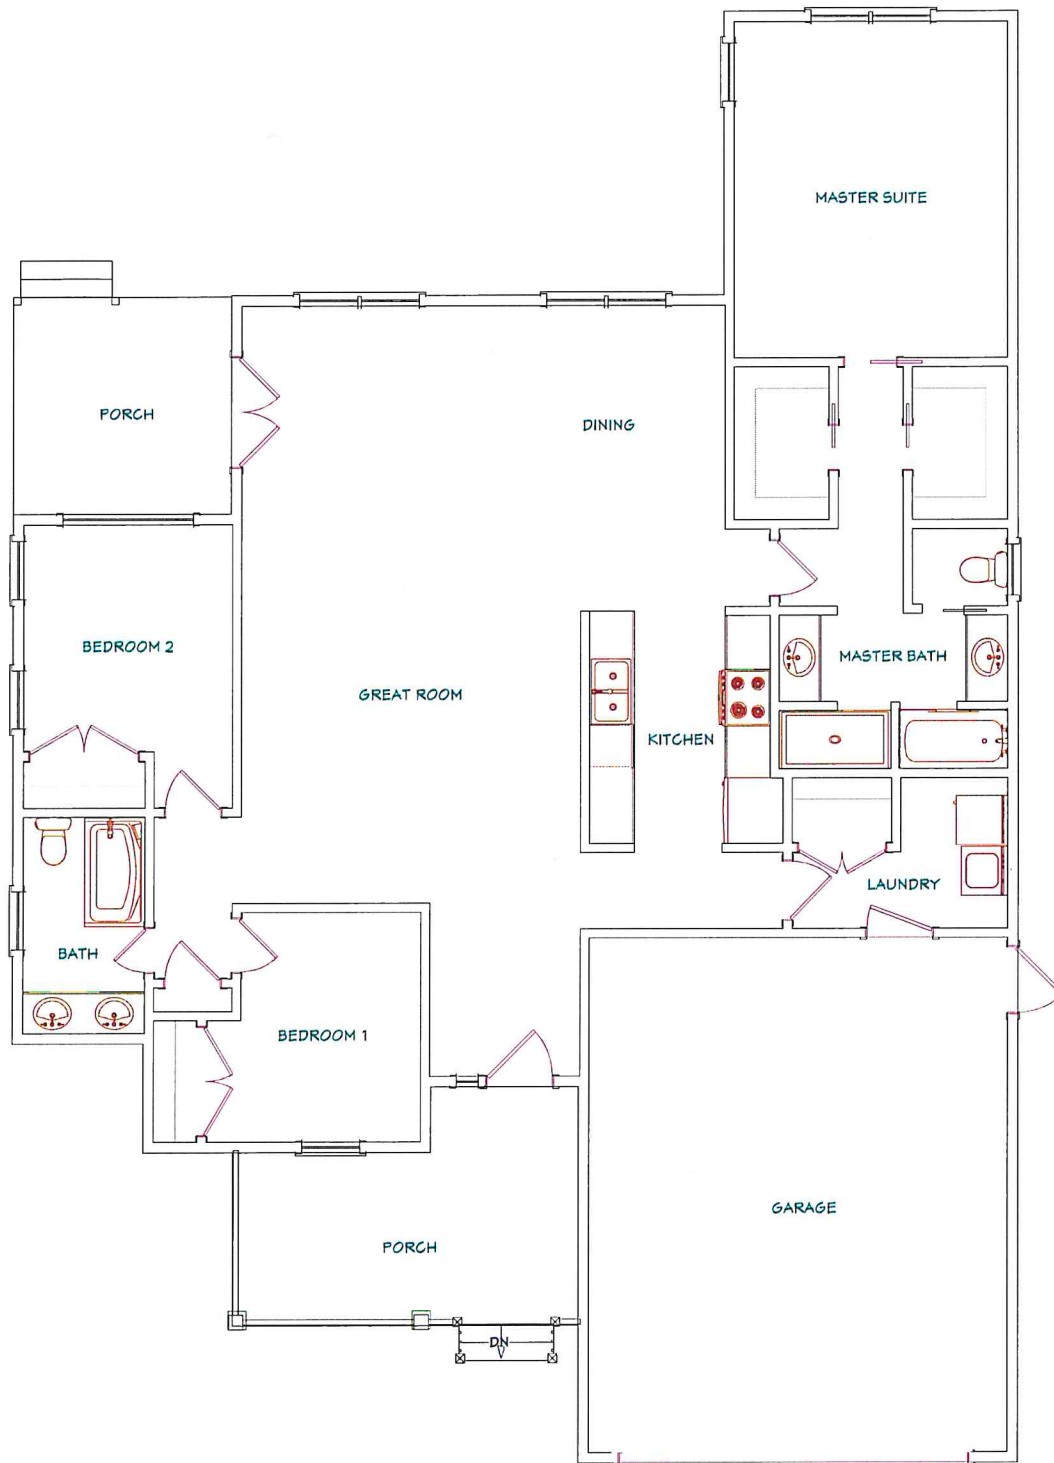 MASTER SUITE
PORCH
DINING
BEDROOM 2
MASTER BATH
GREAT ROOM
KITCHEN
LAUNDRY
BATH
BEDROOM 1
GARAGE
PORCH
DN